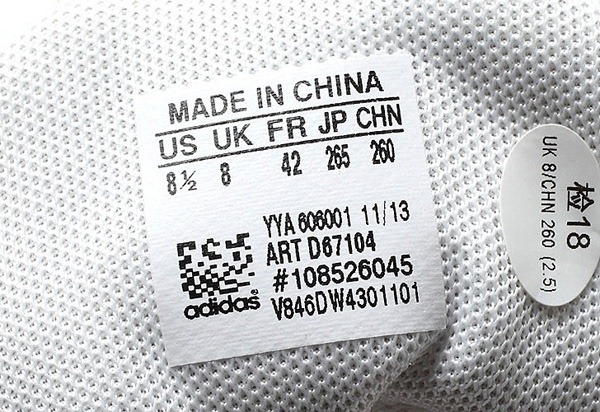 MADE IN CHINA
US UK FR JP CHN
8½ 8 42 265 260
YYA 606001 11/13
ART D67104
#108526045
V846DW4301101
adidas®
检18
UK 8/CHN 260 (2.5)